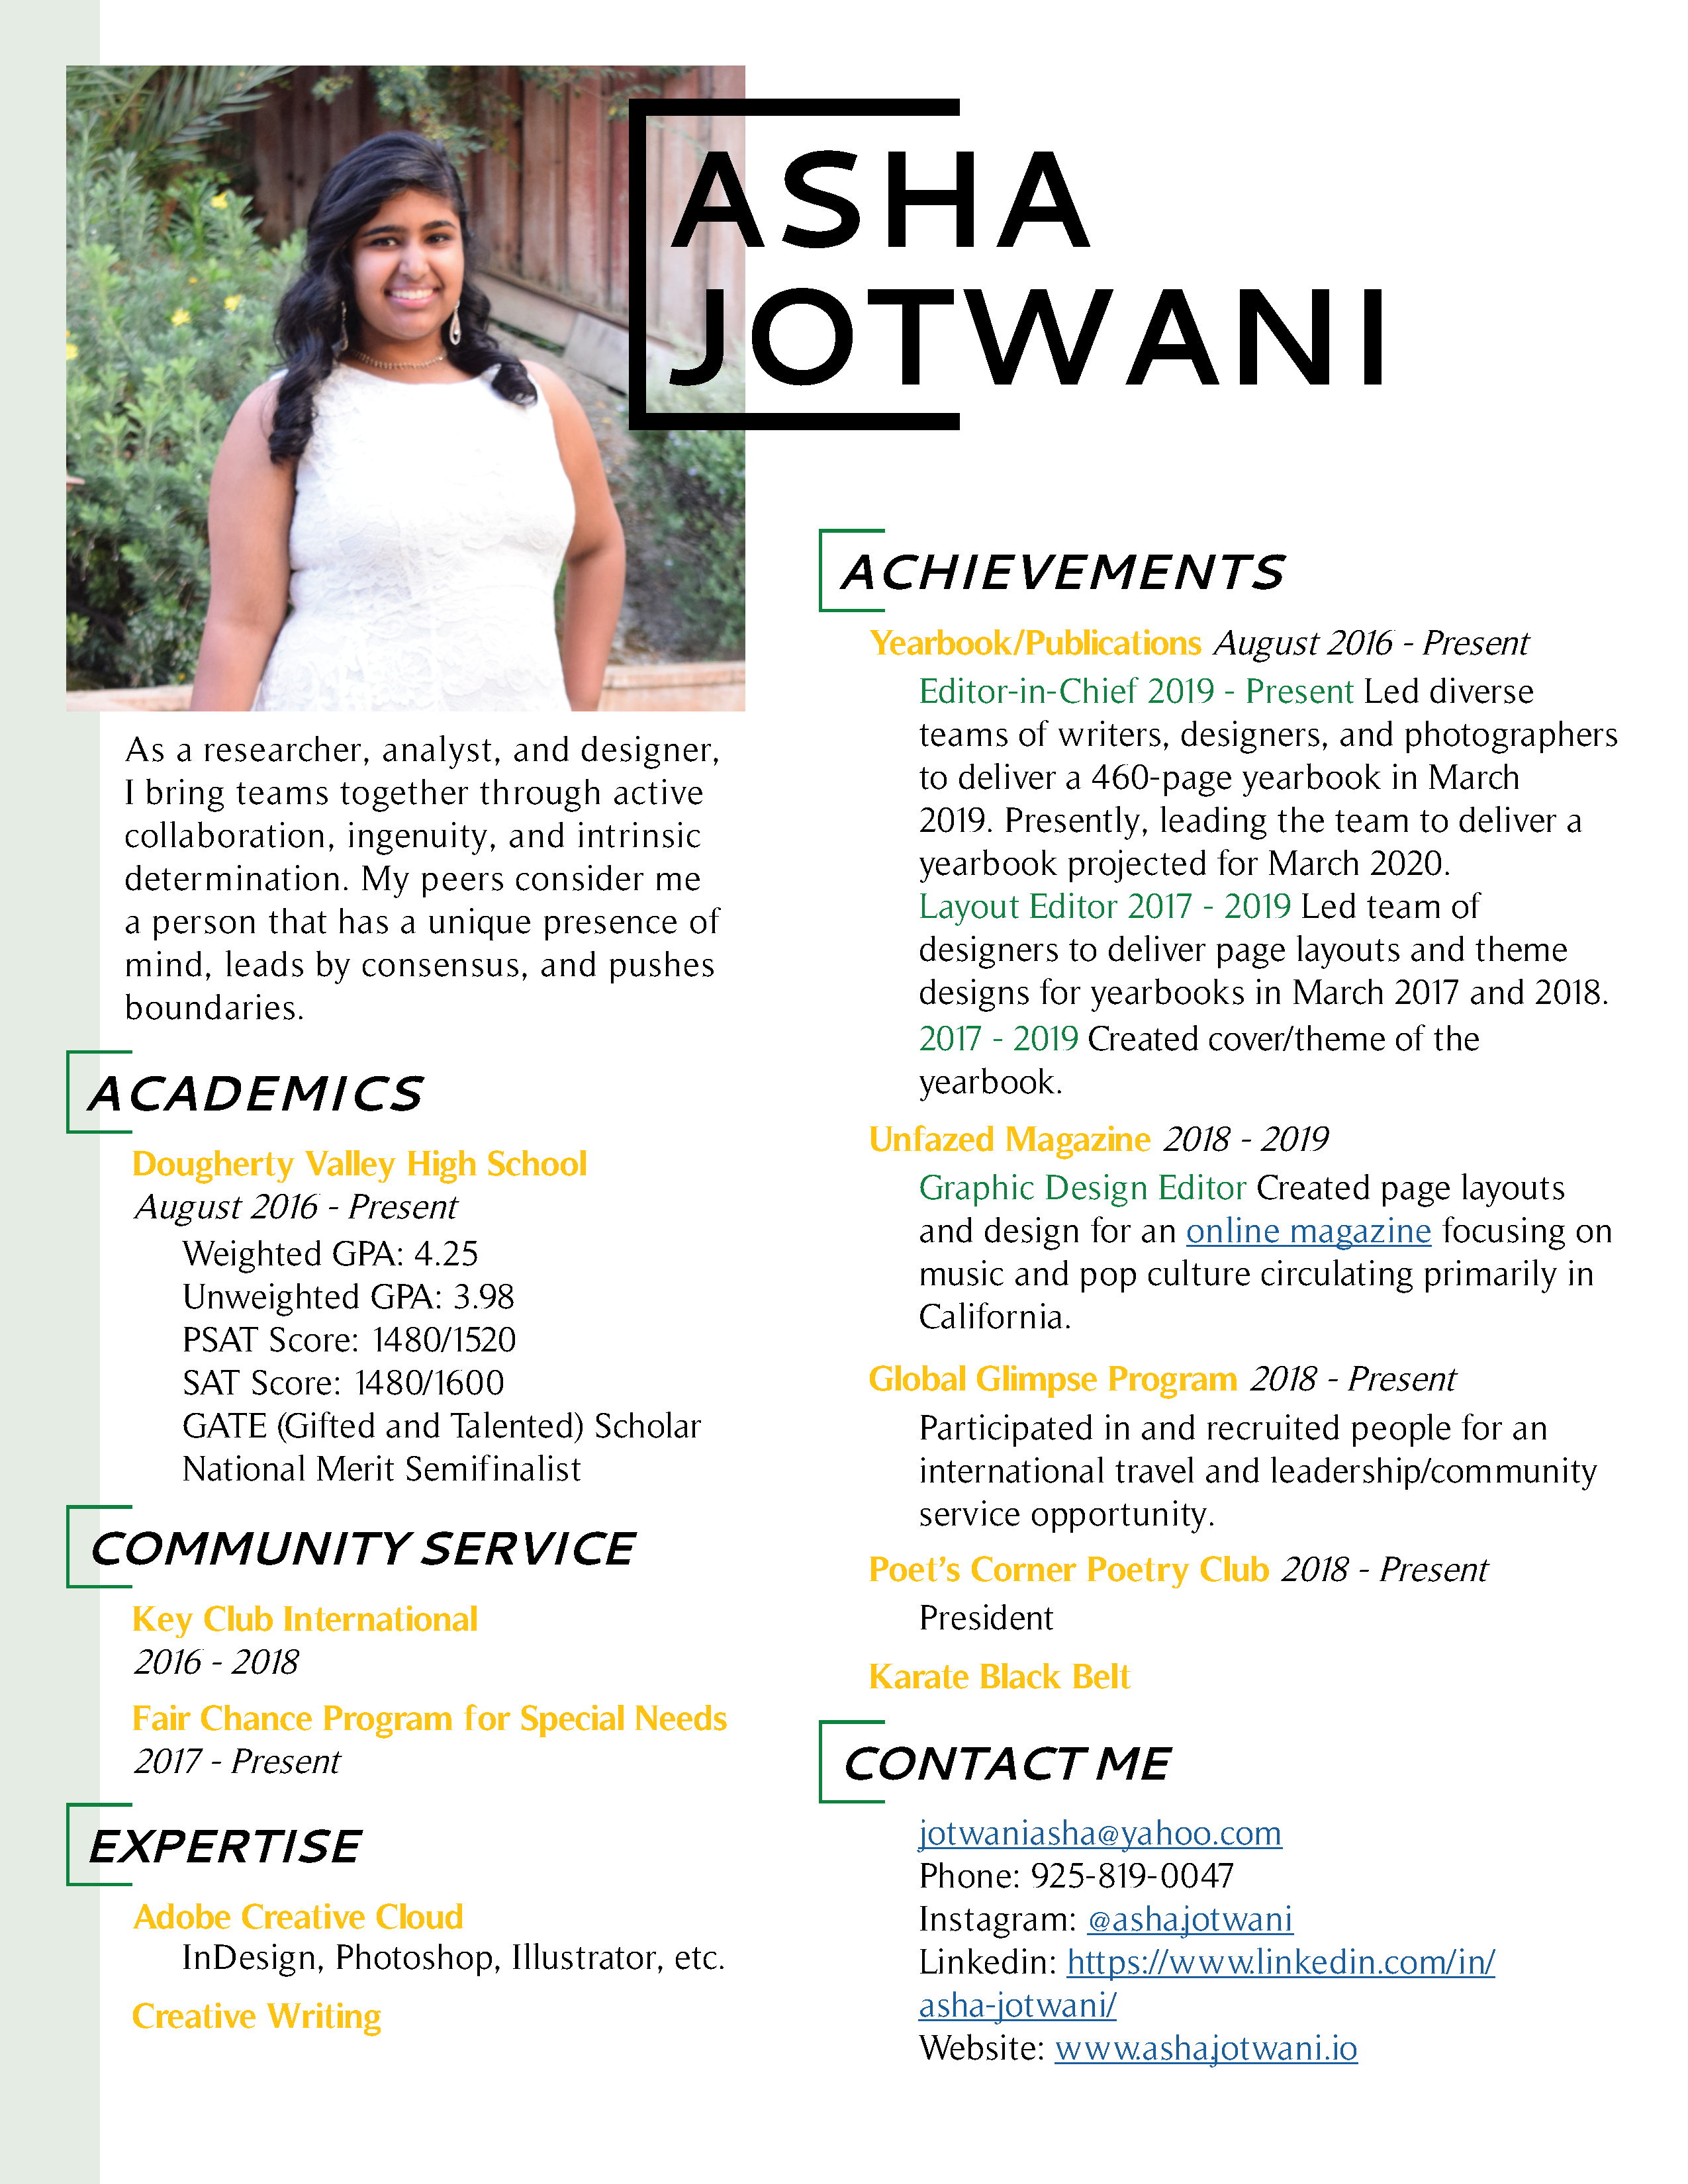 ASHA
JOTWANI
As a researcher, analyst, and designer,
I bring teams together through active
collaboration, ingenuity, and intrinsic
determination. My peers consider me
a person that has a unique presence of
mind, leads by consensus, and pushes
boundaries.
ACADEMICS
Dougherty Valley High School
August 2016 - Present
Weighted GPA: 4.25
Unweighted GPA: 3.98
PSAT Score: 1480/1520
SAT Score: 1480/1600
GATE (Gifted and Talented) Scholar
National Merit Semifinalist
COMMUNITY SERVICE
Key Club International
2016 - 2018
Fair Chance Program for Special Needs
2017 - Present
EXPERTISE
Adobe Creative Cloud
InDesign, Photoshop, Illustrator, etc.
Creative Writing
ACHIEVEMENTS
Yearbook/Publications August 2016 - Present
Editor-in-Chief 2019 - Present Led diverse
teams of writers, designers, and photographers
to deliver a 460-page yearbook in March
2019. Presently, leading the team to deliver a
yearbook projected for March 2020.
Layout Editor 2017 - 2019 Led team of
designers to deliver page layouts and theme
designs for yearbooks in March 2017 and 2018.
2017 - 2019 Created cover/theme of the
yearbook.
Unfazed Magazine 2018 - 2019
Graphic Design Editor Created page layouts
and design for an online magazine focusing on
music and pop culture circulating primarily in
California.
Global Glimpse Program 2018 - Present
Participated in and recruited people for an
international travel and leadership/community
service opportunity.
Poet's Corner Poetry Club 2018 - Present
President
Karate Black Belt
CONTACT ME
jotwaniasha@yahoo.com
Phone: 925-819-0047
Instagram: @ashajotwani
Linkedin: https://www.linkedin.com/in/
asha-jotwani/
Website: www.ashajotwani.io